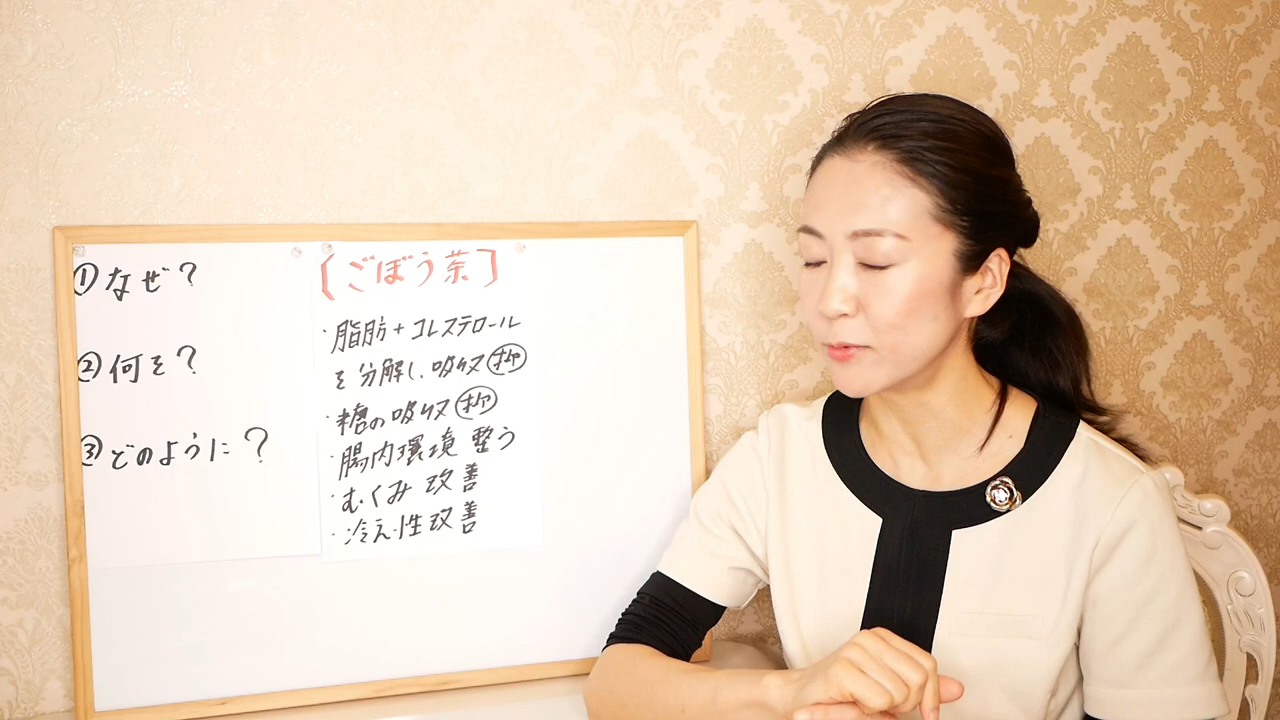 ①なぜ?
②何を?
③どのように?
【ごぼう茶】
・脂肪+コレステロール
を分解し、吸収㊥抑
・糖の吸収抑
・腸内環境 整う
・むくみ 改善
・冷え性改善